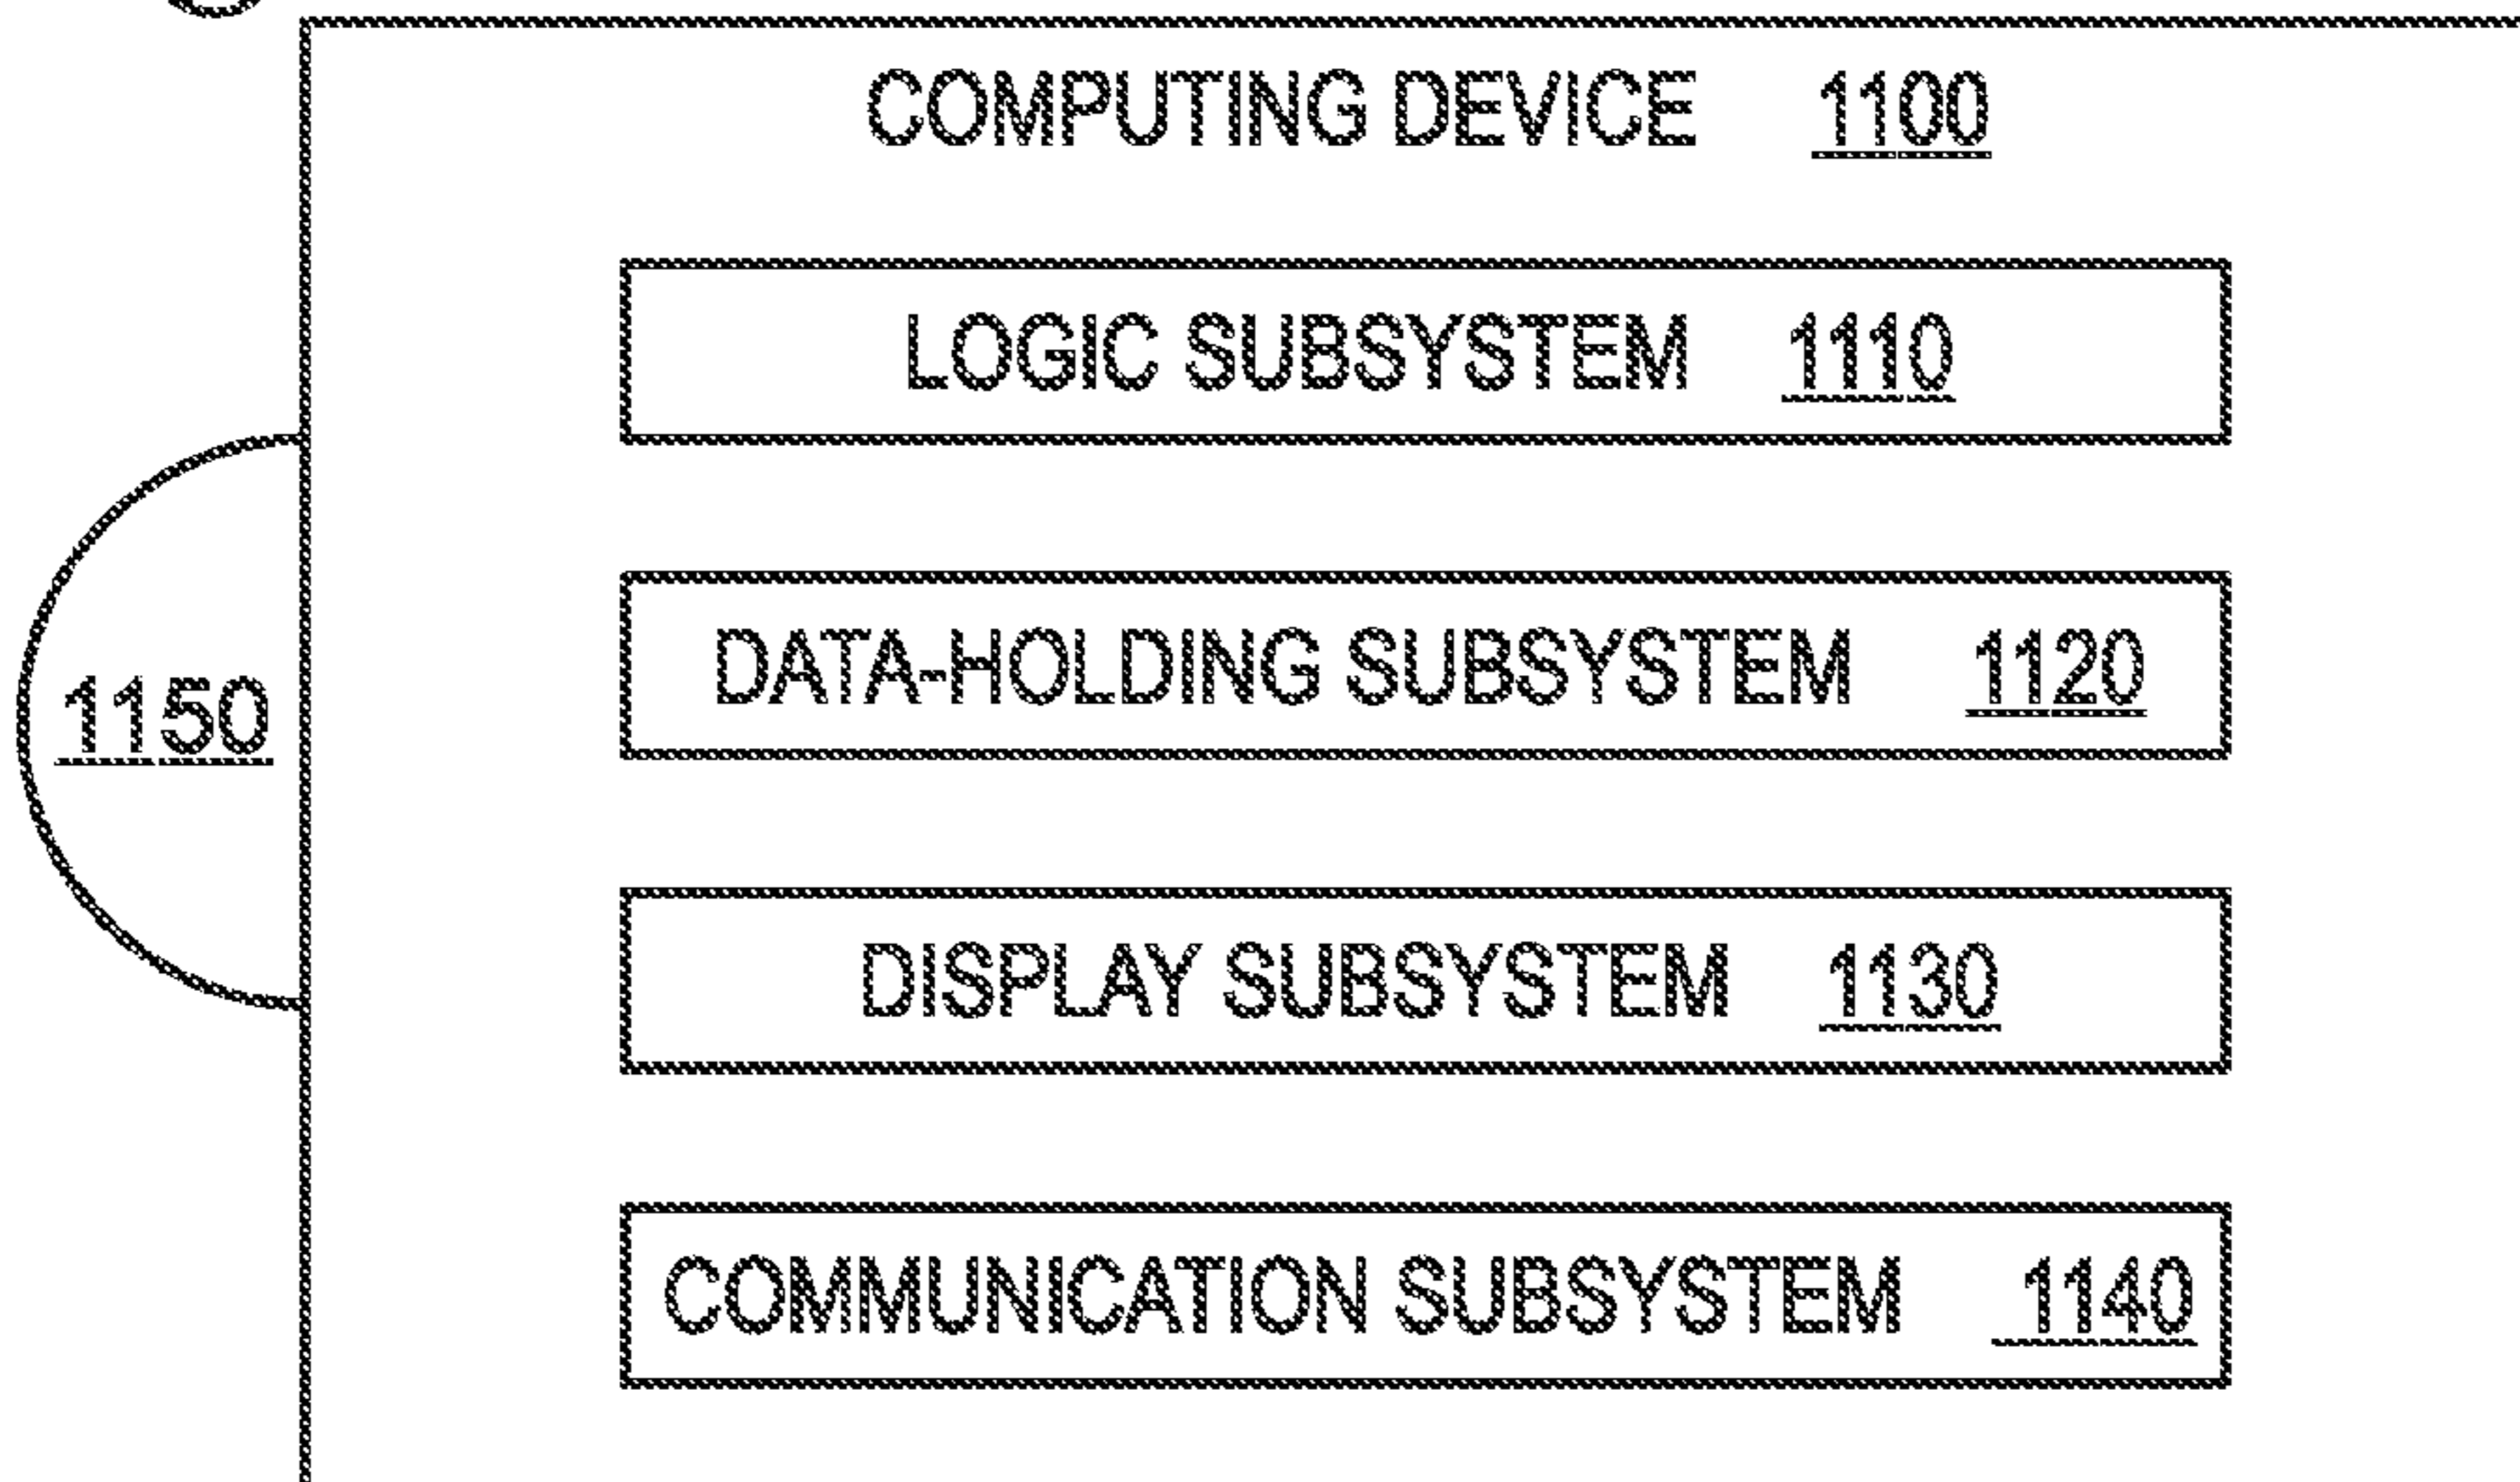 COMPUTING DEVICE 1100
LOGIC SUBSYSTEM 1110
DATA-HOLDING SUBSYSTEM 1120
1150
DISPLAY SUBSYSTEM 1130
COMMUNICATION SUBSYSTEM 1140